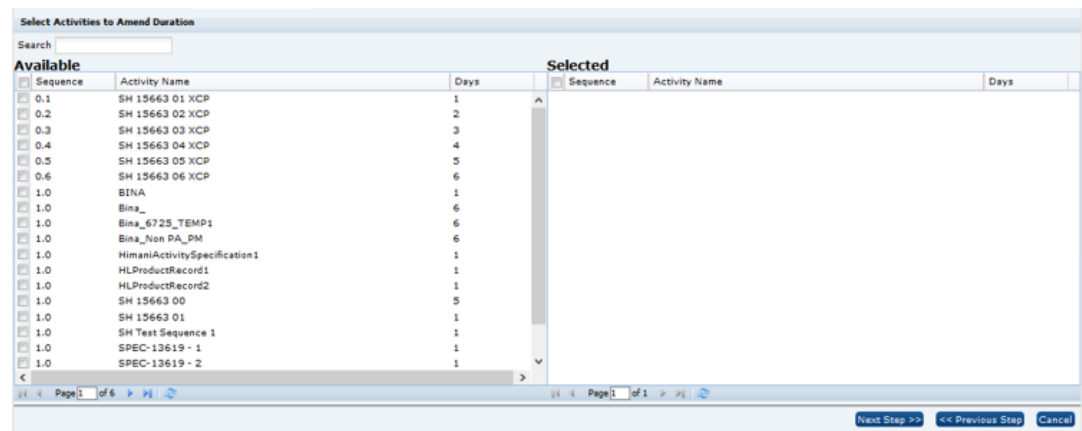 Select Activities to Amend Duration
Search
Available Selected
Sequence Activity Name Days Sequence Activity Name Days
0.1 SH 15663 01 XCP 1
0.2 SH 15663 02 XCP 2
0.3 SH 15663 03 XCP 3
0.4 SH 15663 04 XCP 4
0.5 SH 15663 05 XCP 5
0.6 SH 15663 06 XCP 6
1.0 BINA 1
1.0 Bina_ 6
1.0 Bina_6725_TEMP1 6
1.0 Bina_Non PA_PM 6
1.0 HimaniActivitySpecification1 1
1.0 HLProductRecord1 1
1.0 HLProductRecord2 1
1.0 SH 15663 00 5
1.0 SH 15663 01 1
1.0 SH Test Sequence 1 1
1.0 SPEC-13619 - 1 1
1.0 SPEC-13619 - 2 1
Page 1 of 6 Page 1 of 1
Next Step >> << Previous Step Cancel